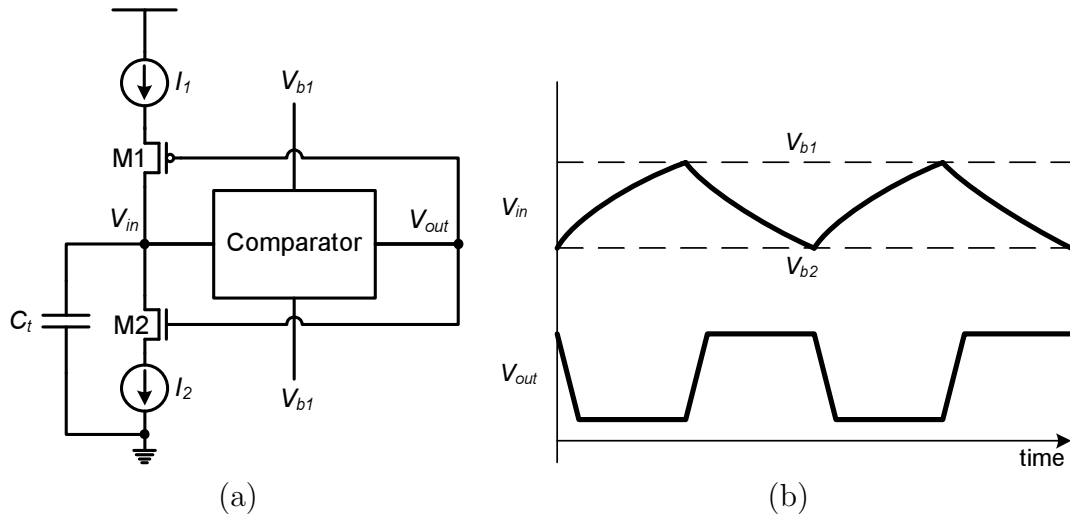 I1
Vb1
M1
Vin
Comparator
Vout
Ct
M2
I2
Vb1
(a)
Vb1
Vin
Vb2
Vout
time
(b)